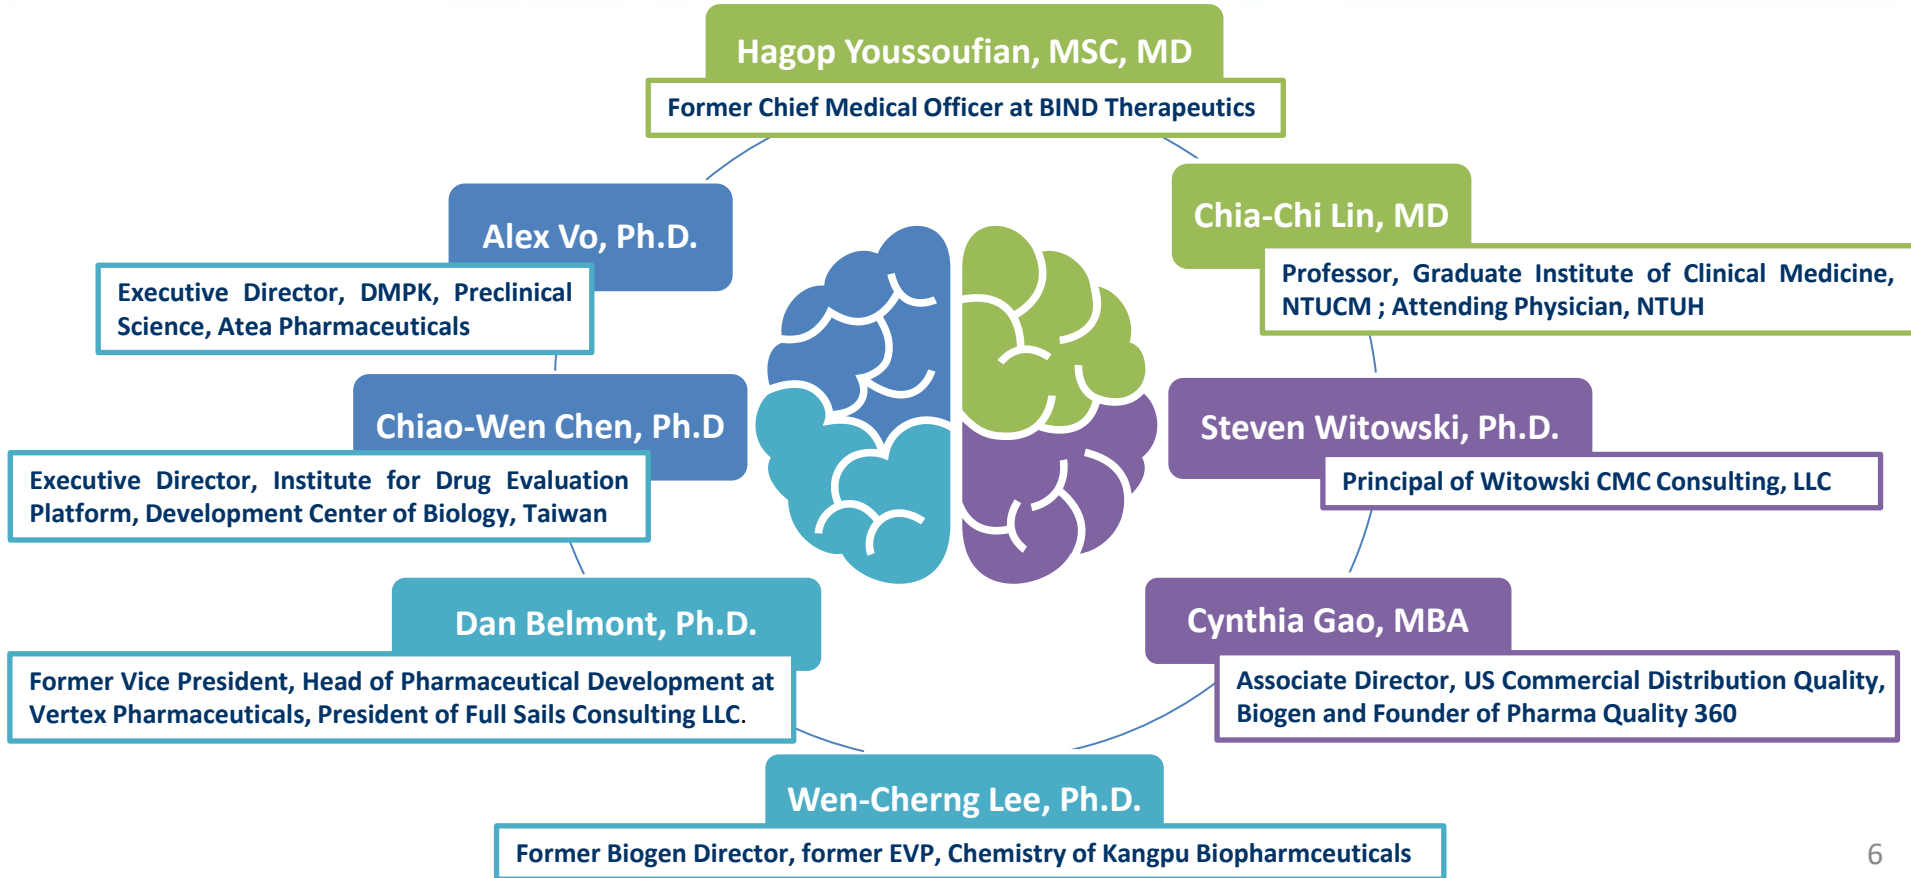 Hagop Youssoufian, MSC, MD
Former Chief Medical Officer at BIND Therapeutics
Alex Vo, Ph.D.
Executive Director, DMPK, Preclinical
Science, Atea Pharmaceuticals
Chia-Chi Lin, MD
Professor, Graduate Institute of Clinical Medicine,
NTUCM ; Attending Physician, NTUH
Chiao-Wen Chen, Ph.D
Executive Director, Institute for Drug Evaluation
Platform, Development Center of Biology, Taiwan
Steven Witowski, Ph.D.
Principal of Witowski CMC Consulting, LLC
Dan Belmont, Ph.D.
Former Vice President, Head of Pharmaceutical Development at
Vertex Pharmaceuticals, President of Full Sails Consulting LLC.
Cynthia Gao, MBA
Associate Director, US Commercial Distribution Quality,
Biogen and Founder of Pharma Quality 360
Wen-Cherng Lee, Ph.D.
Former Biogen Director, former EVP, Chemistry of Kangpu Biopharmceuticals
6